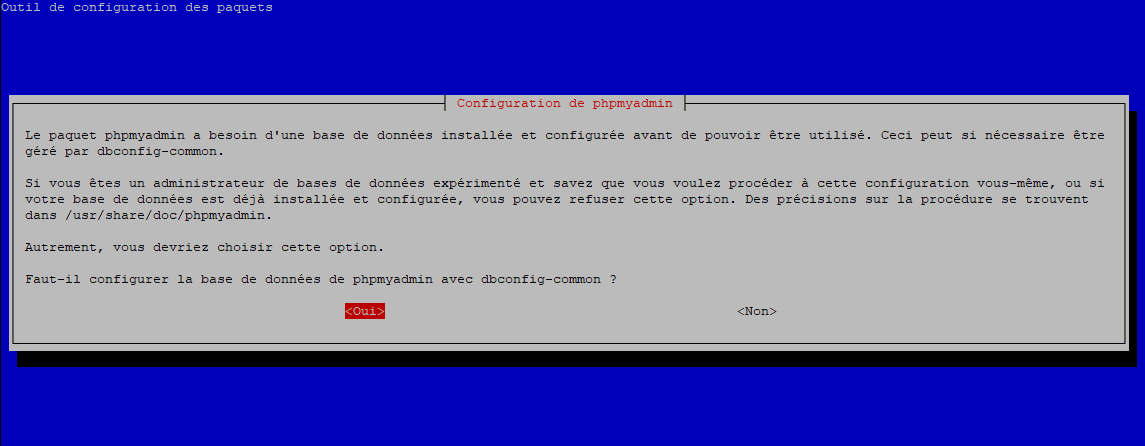 Outil de configuration des paquets
Configuration de phpmyadmin
Le paquet phpmyadmin a besoin d'une base de données installée et configurée avant de pouvoir être utilisé. Ceci peut si nécessaire être
géré par dbconfig-common.
Si vous êtes un administrateur de bases de données expérimenté et savez que vous voulez procéder à cette configuration vous-même, ou si
votre base de données est déjà installée et configurée, vous pouvez refuser cette option. Des précisions sur la procédure se trouvent
dans /usr/share/doc/phpmyadmin.
Autrement, vous devriez choisir cette option.
Faut-il configurer la base de données de phpmyadmin avec dbconfig-common ?
<Oui> <Non>